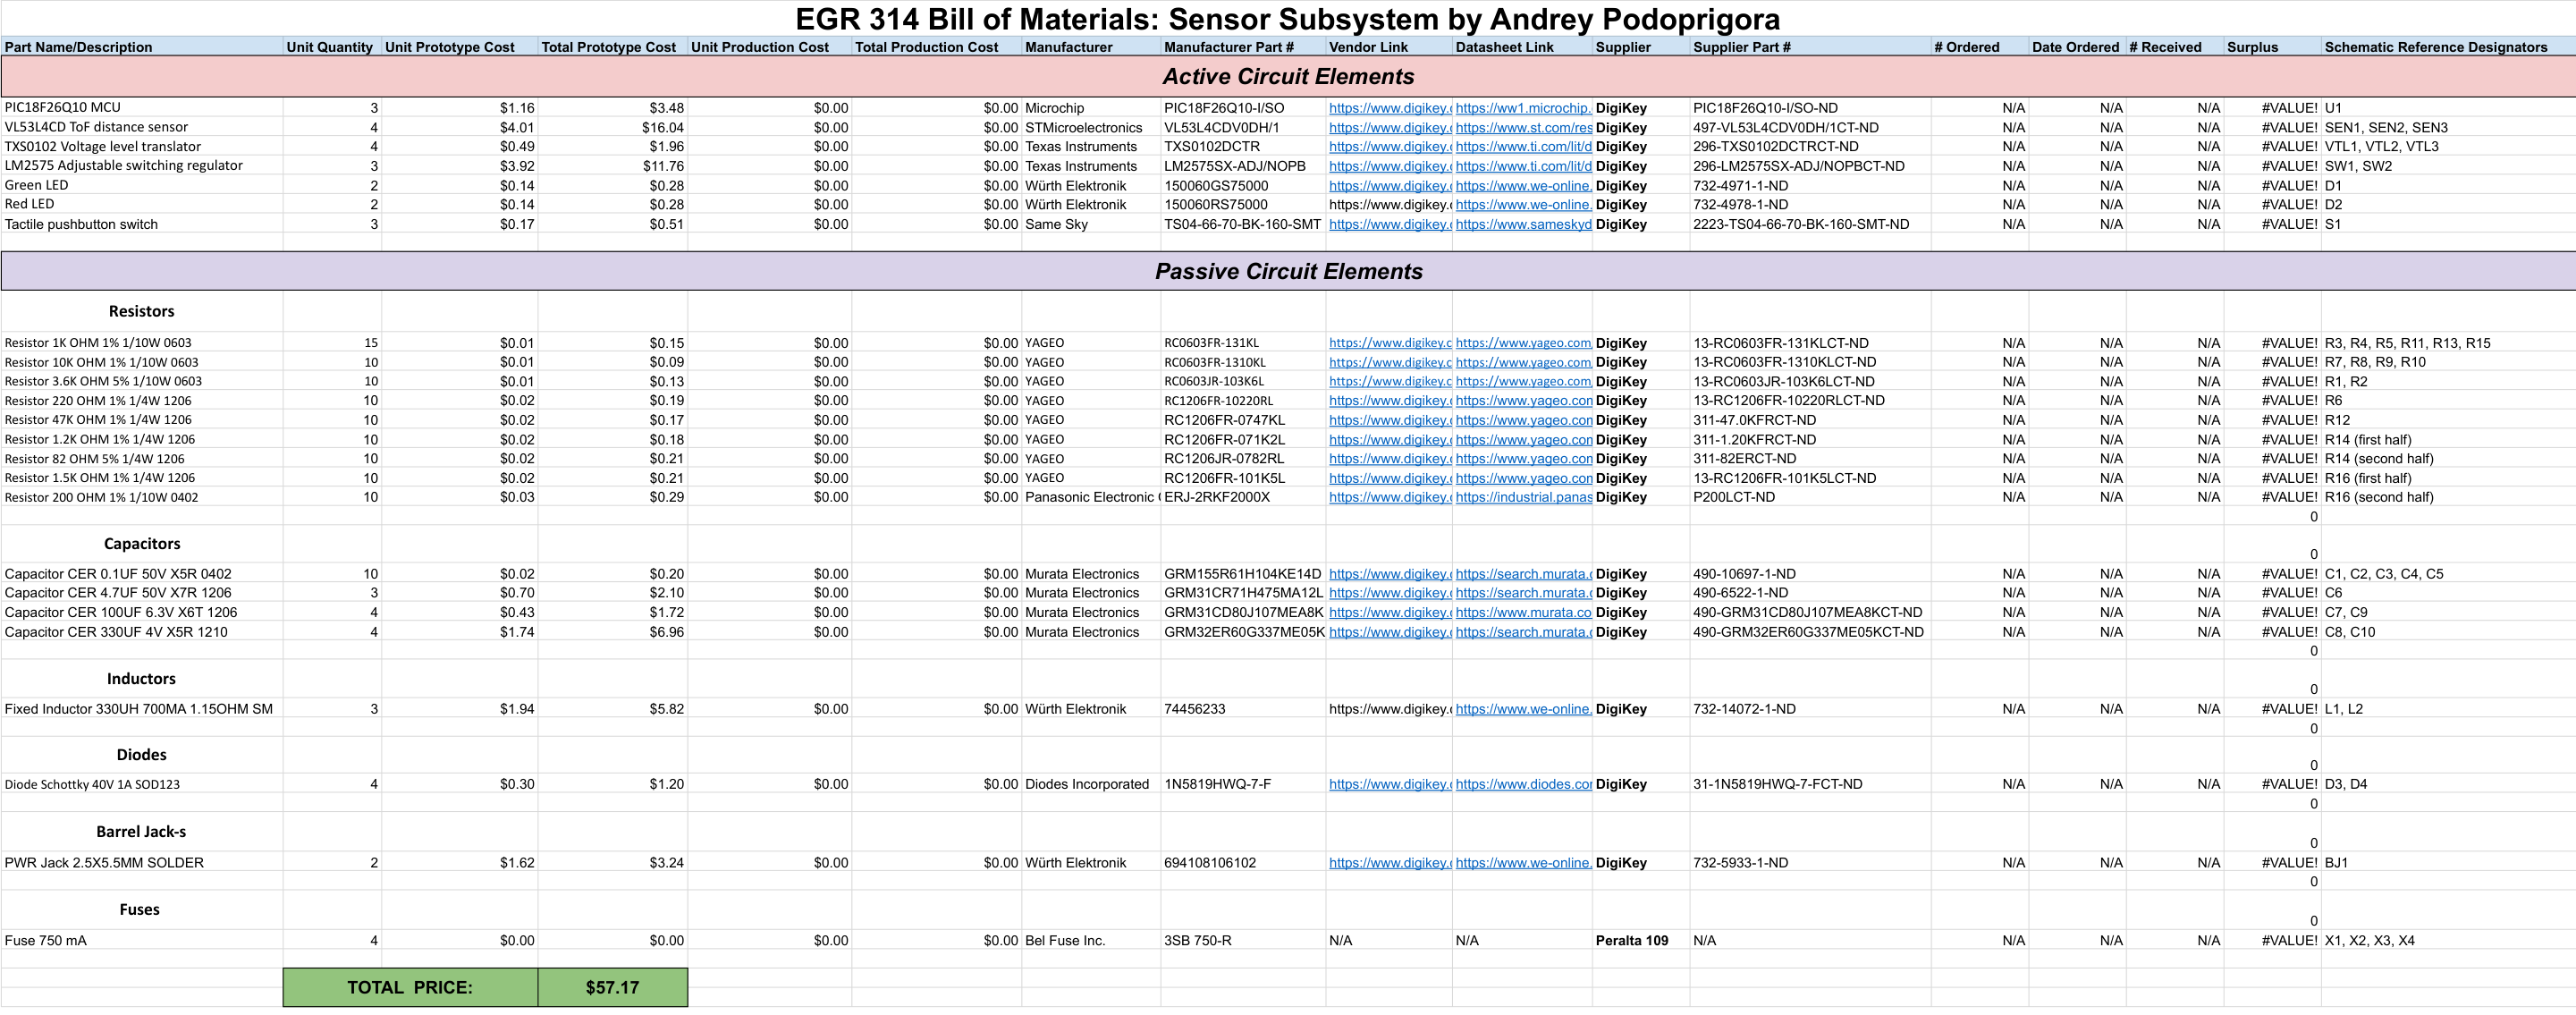 EGR 314 Bill of Materials: Sensor Subsystem by Andrey Podoprigora
Part Name/Description Unit Quantity Unit Prototype Cost Total Prototype Cost Unit Production Cost Total Production Cost Manufacturer Manufacturer Part # Vendor Link Datasheet Link Supplier Supplier Part # # Ordered Date Ordered # Received Surplus Schematic Reference Designators
Active Circuit Elements
PIC18F26Q10 MCU 3 $1.16 $3.48 $0.00 $0.00 Microchip PIC18F26Q10-I/SO https://www.digikey. https://ww1.microchip. DigiKey PIC18F26Q10-I/SO-ND N/A N/A N/A #VALUE! U1
VL53L4CD ToF distance sensor 4 $4.01 $16.04 $0.00 $0.00 STMicroelectronics VL53L4CDV0DH/1 https://www.digikey. https://www.st.com/res DigiKey 497-VL53L4CDV0DH/1CT-ND N/A N/A N/A #VALUE! SEN1, SEN2, SEN3
TXS0102 Voltage level translator 4 $0.49 $1.96 $0.00 $0.00 Texas Instruments TXS0102DCTR https://www.digikey. https://www.ti.com/lit/d DigiKey 296-TXS0102DCTRCT-ND N/A N/A N/A #VALUE! VTL1, VTL2, VTL3
LM2575 Adjustable switching regulator 3 $3.92 $11.76 $0.00 $0.00 Texas Instruments LM2575SX-ADJ/NOPB https://www.digikey. https://www.ti.com/lit/d DigiKey 296-LM2575SX-ADJ/NOPBCT-ND N/A N/A N/A #VALUE! SW1, SW2
Green LED 2 $0.14 $0.28 $0.00 $0.00 Würth Elektronik 150060GS75000 https://www.digikey. https://www.we-online. DigiKey 732-4971-1-ND N/A N/A N/A #VALUE! D1
Red LED 2 $0.14 $0.28 $0.00 $0.00 Würth Elektronik 150060RS75000 https://www.digikey. https://www.we-online. DigiKey 732-4978-1-ND N/A N/A N/A #VALUE! D2
Tactile pushbutton switch 3 $0.17 $0.51 $0.00 $0.00 Same Sky TS04-66-70-BK-160-SMT https://www.digikey. https://www.sameskyd DigiKey 2223-TS04-66-70-BK-160-SMT-ND N/A N/A N/A #VALUE! S1
Passive Circuit Elements
Resistors
Resistor 1K OHM 1% 1/10W 0603 15 $0.01 $0.15 $0.00 $0.00 YAGEO RC0603FR-131KL https://www.digikey.c https://www.yageo.com DigiKey 13-RC0603FR-131KLCT-ND N/A N/A N/A #VALUE! R3, R4, R5, R11, R13, R15
Resistor 10K OHM 1% 1/10W 0603 10 $0.01 $0.09 $0.00 $0.00 YAGEO RC0603FR-1310KL https://www.digikey.c https://www.yageo.com DigiKey 13-RC0603FR-1310KLCT-ND N/A N/A N/A #VALUE! R7, R8, R9, R10
Resistor 3.6K OHM 5% 1/10W 0603 10 $0.01 $0.13 $0.00 $0.00 YAGEO RC0603JR-103K6L https://www.digikey.c https://www.yageo.com DigiKey 13-RC0603JR-103K6LCT-ND N/A N/A N/A #VALUE! R1, R2
Resistor 220 OHM 1% 1/4W 1206 10 $0.02 $0.19 $0.00 $0.00 YAGEO RC1206FR-10220RL https://www.digikey. https://www.yageo.con DigiKey 13-RC1206FR-10220RLCT-ND N/A N/A N/A #VALUE! R6
Resistor 47K OHM 1% 1/4W 1206 10 $0.02 $0.17 $0.00 $0.00 YAGEO RC1206FR-0747KL https://www.digikey. https://www.yageo.con DigiKey 311-47.0KFRCT-ND N/A N/A N/A #VALUE! R12
Resistor 1.2K OHM 1% 1/4W 1206 10 $0.02 $0.18 $0.00 $0.00 YAGEO RC1206FR-071K2L https://www.digikey. https://www.yageo.con DigiKey 311-1.20KFRCT-ND N/A N/A N/A #VALUE! R14 (first half)
Resistor 82 OHM 5% 1/4W 1206 10 $0.02 $0.21 $0.00 $0.00 YAGEO RC1206JR-0782RL https://www.digikey. https://www.yageo.con DigiKey 311-82ERCT-ND N/A N/A N/A #VALUE! R14 (second half)
Resistor 1.5K OHM 1% 1/4W 1206 10 $0.02 $0.21 $0.00 $0.00 YAGEO RC1206FR-101K5L https://www.digikey. https://www.yageo.con DigiKey 13-RC1206FR-101K5LCT-ND N/A N/A N/A #VALUE! R16 (first half)
Resistor 200 OHM 1% 1/10W 0402 10 $0.03 $0.29 $0.00 $0.00 Panasonic Electronic ERJ-2RKF2000X https://www.digikey. https://industrial.panas DigiKey P200LCT-ND N/A N/A N/A #VALUE! R16 (second half)
0
Capacitors 0
Capacitor CER 0.1UF 50V X5R 0402 10 $0.02 $0.20 $0.00 $0.00 Murata Electronics GRM155R61H104KE14D https://www.digikey. https://search.murata. DigiKey 490-10697-1-ND N/A N/A N/A #VALUE! C1, C2, C3, C4, C5
Capacitor CER 4.7UF 50V X7R 1206 3 $0.70 $2.10 $0.00 $0.00 Murata Electronics GRM31CR71H475MA12L https://www.digikey. https://search.murata. DigiKey 490-6522-1-ND N/A N/A N/A #VALUE! C6
Capacitor CER 100UF 6.3V X6T 1206 4 $0.43 $1.72 $0.00 $0.00 Murata Electronics GRM31CD80J107MEA8K https://www.digikey. https://www.murata.co DigiKey 490-GRM31CD80J107MEA8KCT-ND N/A N/A N/A #VALUE! C7, C9
Capacitor CER 330UF 4V X5R 1210 4 $1.74 $6.96 $0.00 $0.00 Murata Electronics GRM32ER60G337ME05K https://www.digikey. https://search.murata. DigiKey 490-GRM32ER60G337ME05KCT-ND N/A N/A N/A #VALUE! C8, C10
0
Inductors 0
Fixed Inductor 330UH 700MA 1.15OHM SM 3 $1.94 $5.82 $0.00 $0.00 Würth Elektronik 74456233 https://www.digikey. https://www.we-online. DigiKey 732-14072-1-ND N/A N/A N/A #VALUE! L1, L2
0
Diodes 0
Diode Schottky 40V 1A SOD123 4 $0.30 $1.20 $0.00 $0.00 Diodes Incorporated 1N5819HWQ-7-F https://www.digikey. https://www.diodes.cor DigiKey 31-1N5819HWQ-7-FCT-ND N/A N/A N/A #VALUE! D3, D4
0
Barrel Jack-s 0
PWR Jack 2.5X5.5MM SOLDER 2 $1.62 $3.24 $0.00 $0.00 Würth Elektronik 694108106102 https://www.digikey. https://www.we-online. DigiKey 732-5933-1-ND N/A N/A N/A #VALUE! BJ1
0
Fuses 0
Fuse 750 mA 4 $0.00 $0.00 $0.00 $0.00 Bel Fuse Inc. 3SB 750-R N/A N/A Peralta 109 N/A N/A N/A N/A #VALUE! X1, X2, X3, X4
TOTAL PRICE: $57.17